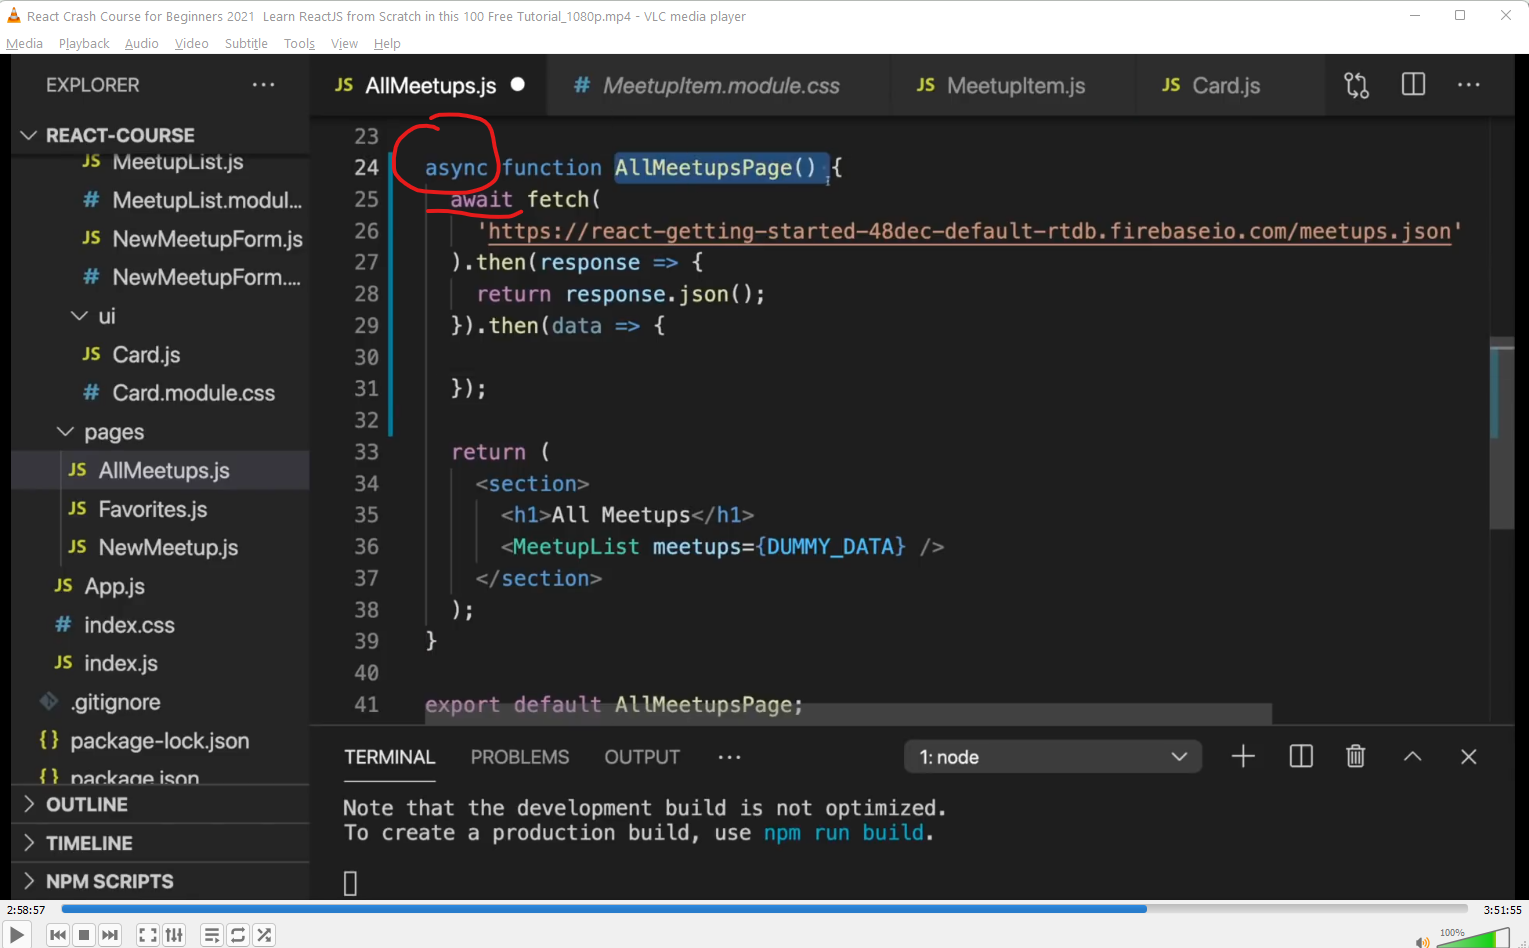 React Crash Course for Beginners 2021  Learn ReactJS from Scratch in this 100 Free Tutorial_1080p.mp4 - VLC media player
Media Playback Audio Video Subtitle Tools View Help
EXPLORER ···
JS AllMeetups.js # MeetupItem.module.css JS MeetupItem.js JS Card.js ···
REACT-COURSE
JS MeetupList.js
# MeetupList.modul...
JS NewMeetupForm.js
# NewMeetupForm....
ui
JS Card.js
# Card.module.css
pages
JS AllMeetups.js
JS Favorites.js
JS NewMeetup.js
JS App.js
# index.css
JS index.js
.gitignore
{} package-lock.json
{} package.json
OUTLINE
TIMELINE
NPM SCRIPTS
23
24 async function AllMeetupsPage() {
25 await fetch(
26 'https://react-getting-started-48dec-default-rtdb.firebaseio.com/meetups.json'
27 ).then(response => {
28 return response.json();
29 }).then(data => {
30
31 });
32
33 return (
34 <section>
35 <h1>All Meetups</h1>
36 <MeetupList meetups={DUMMY_DATA} />
37 </section>
38 );
39 }
40
41 export default AllMeetupsPage;
TERMINAL PROBLEMS OUTPUT ··· 1: node
Note that the development build is not optimized.
To create a production build, use npm run build.
2:58:57 3:51:55
100%